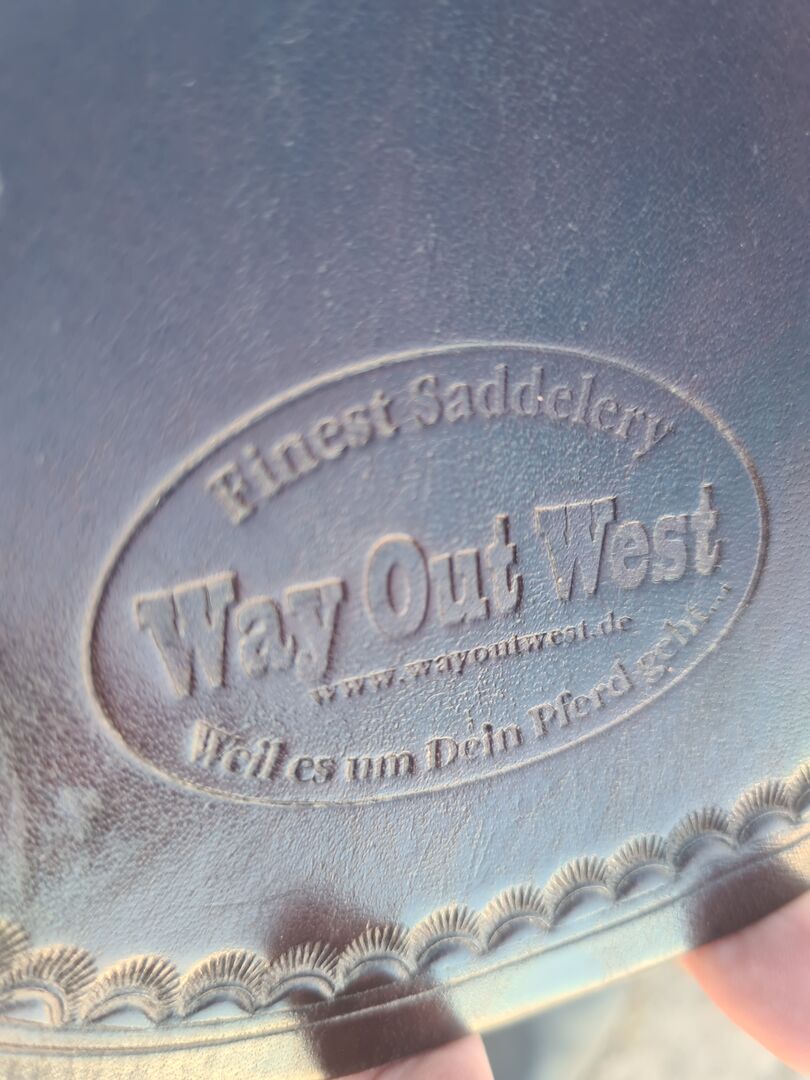 Finest Saddelery
Way Out West
www.wayoutwest.de
Weil es um Dein Pferd geht...